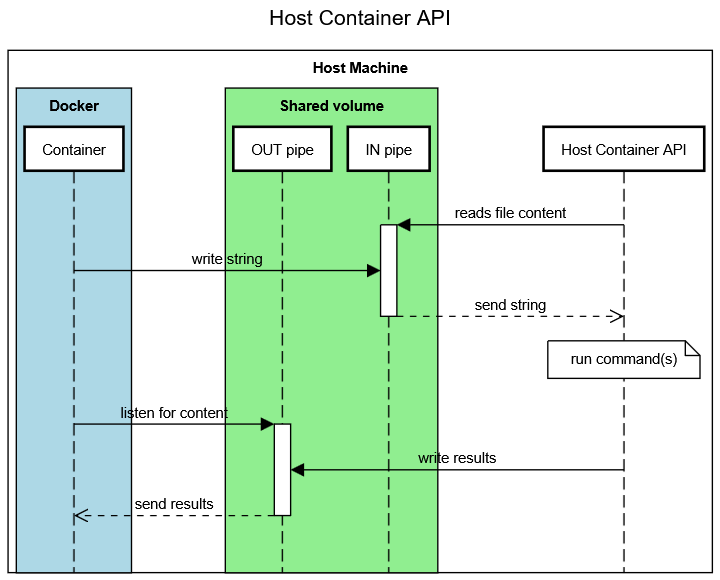 Host Container API
Host Machine
Docker
Shared volume
Container
OUT pipe
IN pipe
Host Container API
reads file content
write string
send string
run command(s)
listen for content
write results
send results